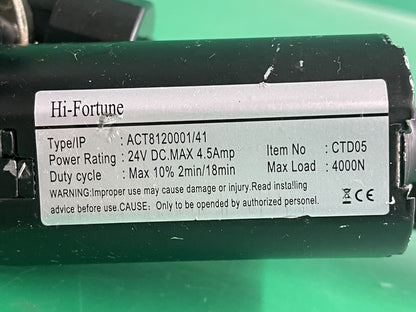 Hi-Fortune
Type/IP : ACT8120001/41
Power Rating : 24V DC.MAX 4.5Amp Item No : CTD05
Duty cycle : Max 10% 2min/18min Max Load : 4000N
WARNING:Improper use may cause damage or injury.Read installing
advice before use.CAUSE: Only to be opened by authorized personel.
CE